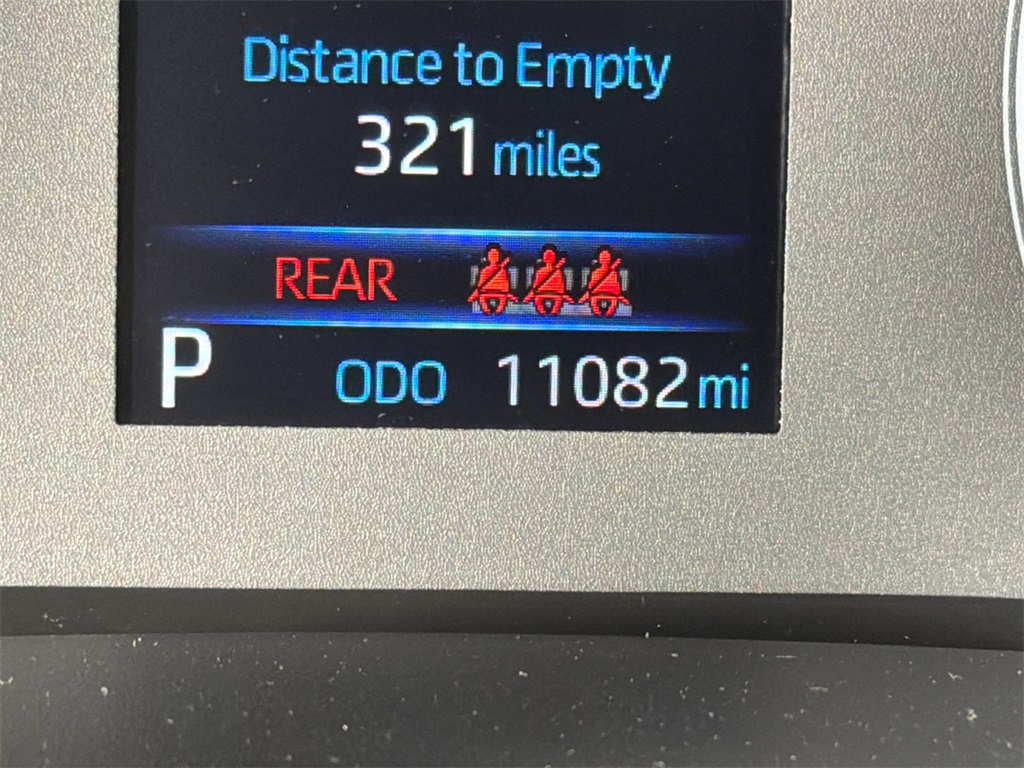 Distance to Empty
321 miles
REAR
P ODO 11082 mi